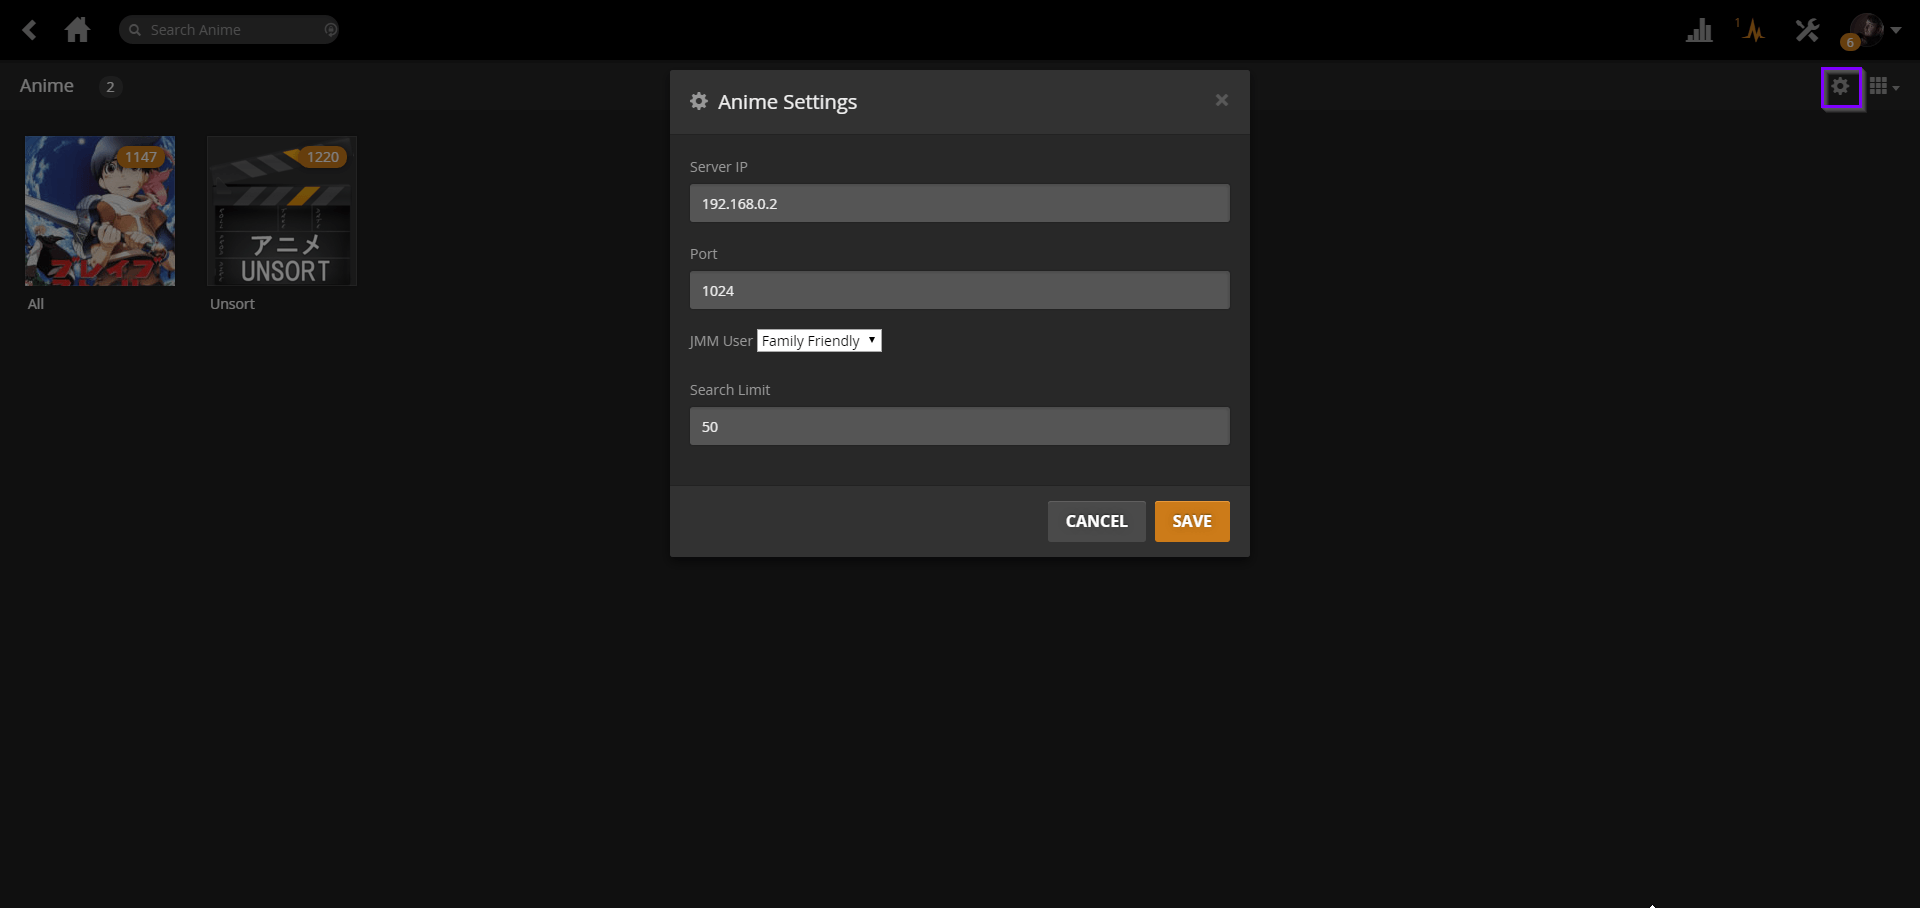 Search Anime
1
6
Anime 2
Anime Settings
Server IP
192.168.0.2
Port
1024
JMM User Family Friendly
Search Limit
50
CANCEL SAVE
1147
1220
アニメ
UNSORT
All
Unsort